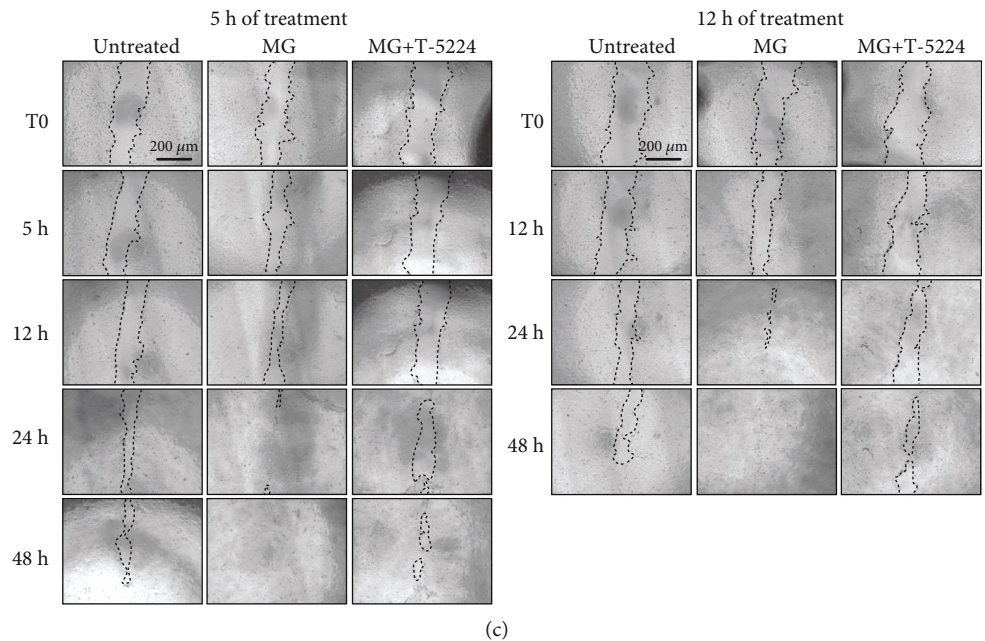 5 h of treatment
Untreated MG MG+T-5224
T0
200 μm
5 h
12 h
24 h
48 h
12 h of treatment
Untreated MG MG+T-5224
T0
200 μm
12 h
24 h
48 h
(c)